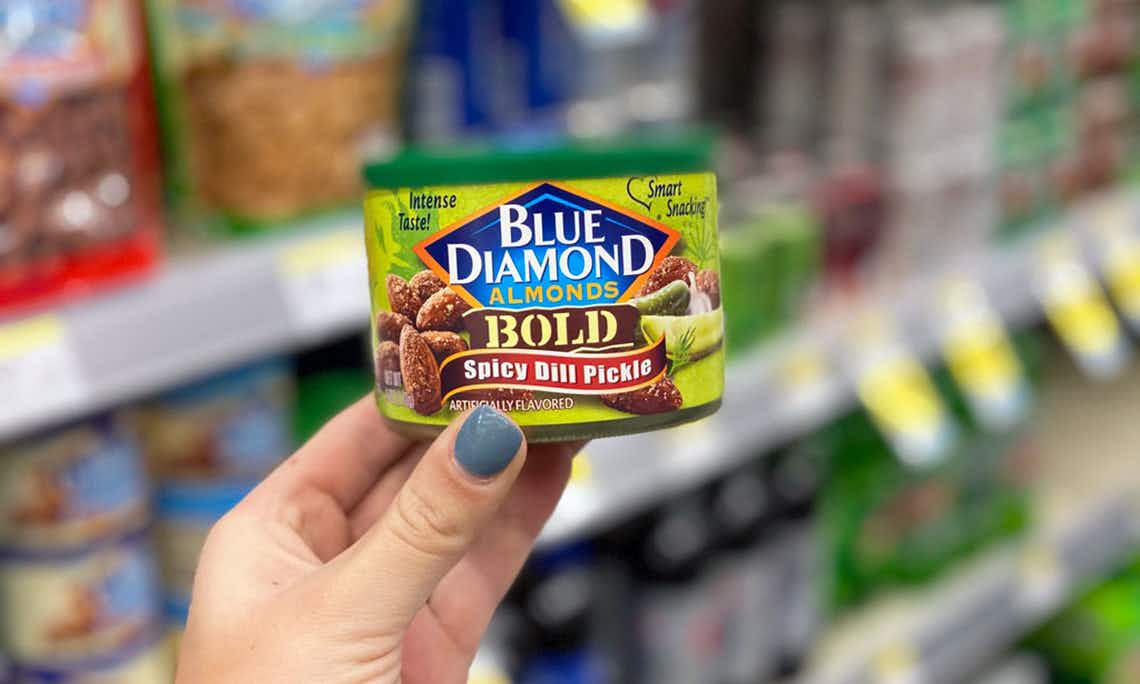 Intense
Taste!
Smart
Snacking
BLUE
DIAMOND
ALMONDS
BOLD
Spicy Dill Pickle
ARTIFICIALLY FLAVORED